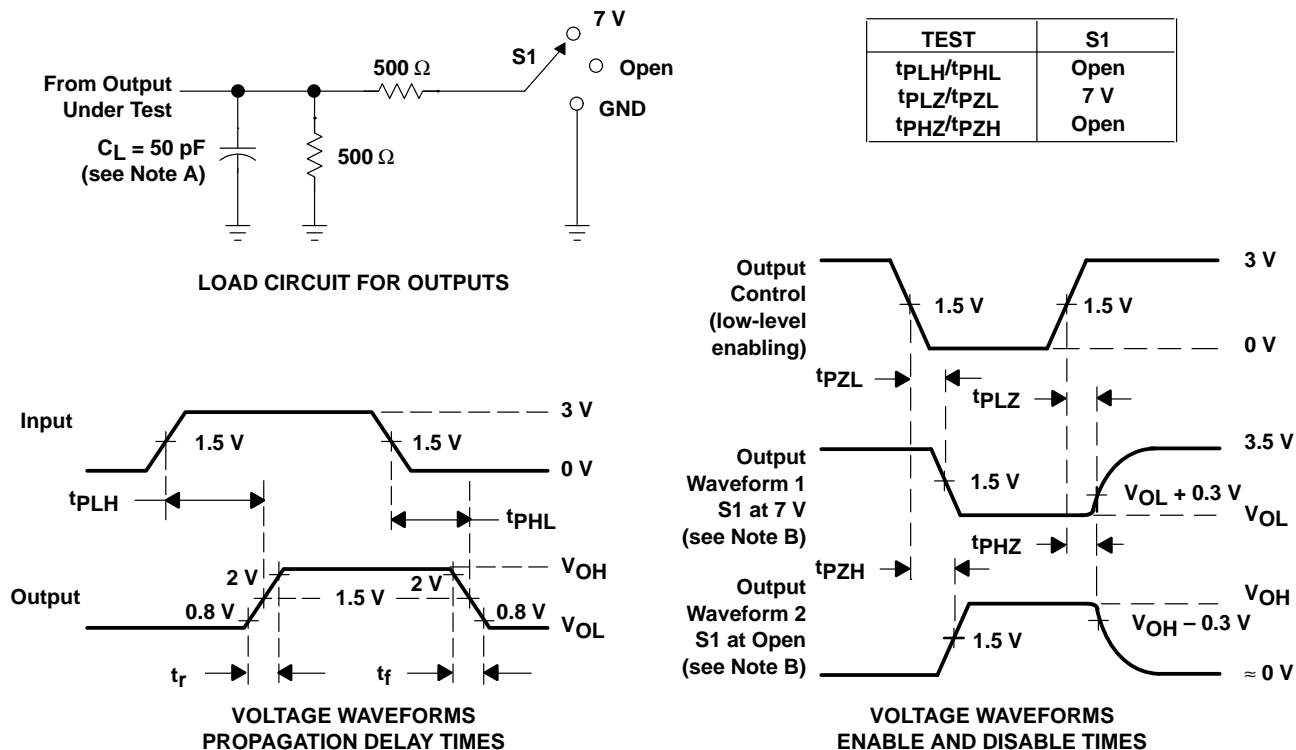 7 V
S1
Open
GND
500 Ω
From Output
Under Test
CL = 50 pF
(see Note A)
500 Ω
LOAD CIRCUIT FOR OUTPUTS
TEST S1
tPLH/tPHL Open
tPLZ/tPZL 7 V
tPHZ/tPZH Open
Input
3 V
1.5 V 1.5 V
0 V
tPLH
tPHL
Output
VOH
2 V 2 V
0.8 V 1.5 V 0.8 V
VOL
tr tf
VOLTAGE WAVEFORMS
PROPAGATION DELAY TIMES
Output
Control
(low-level
enabling)
3 V
1.5 V 1.5 V
0 V
tPZL
tPLZ
Output
Waveform 1
S1 at 7 V
(see Note B)
3.5 V
1.5 V
VOL + 0.3 V
VOL
tPHZ
tPZH
Output
Waveform 2
S1 at Open
(see Note B)
VOH
1.5 V
VOH – 0.3 V
≈ 0 V
VOLTAGE WAVEFORMS
ENABLE AND DISABLE TIMES